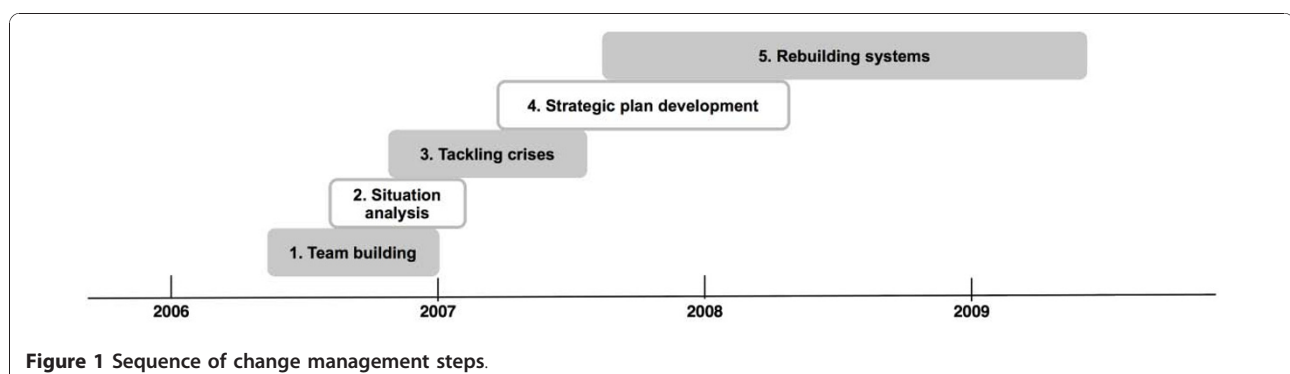 5. Rebuilding systems
4. Strategic plan development
3. Tackling crises
2. Situation
analysis
1. Team building
2006 2007 2008 2009
Figure 1 Sequence of change management steps.